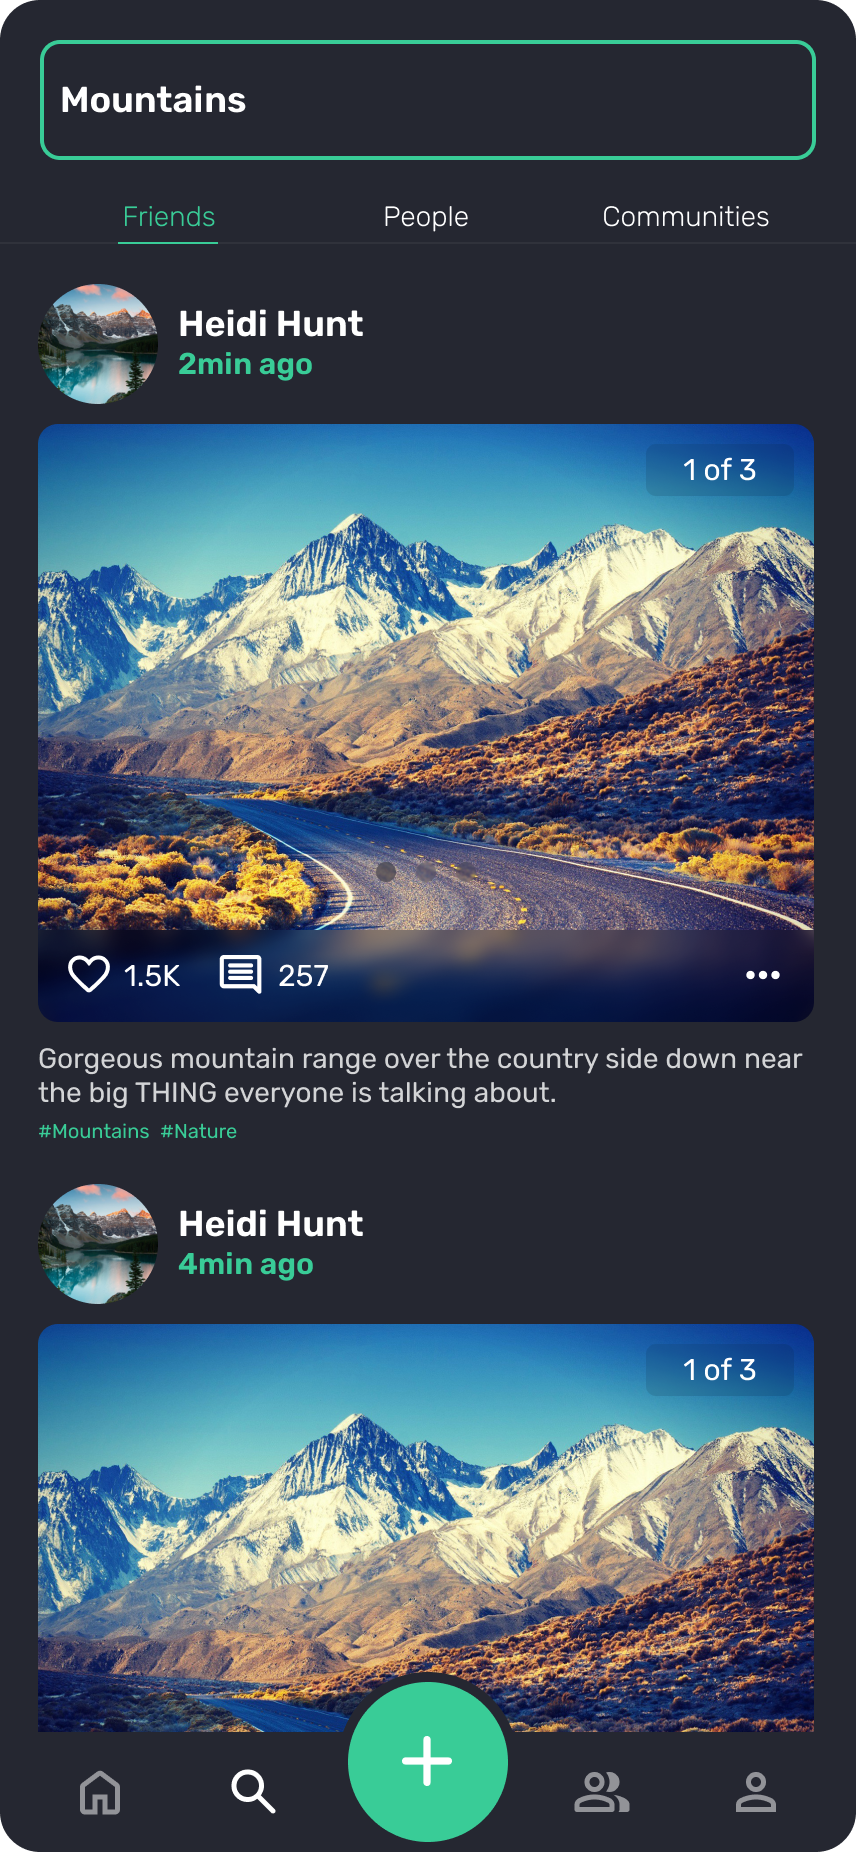 Mountains
Friends People Communities
Heidi Hunt
2min ago
1 of 3
1.5K 257
Gorgeous mountain range over the country side down near
the big THING everyone is talking about.
#Mountains #Nature
Heidi Hunt
4min ago
1 of 3